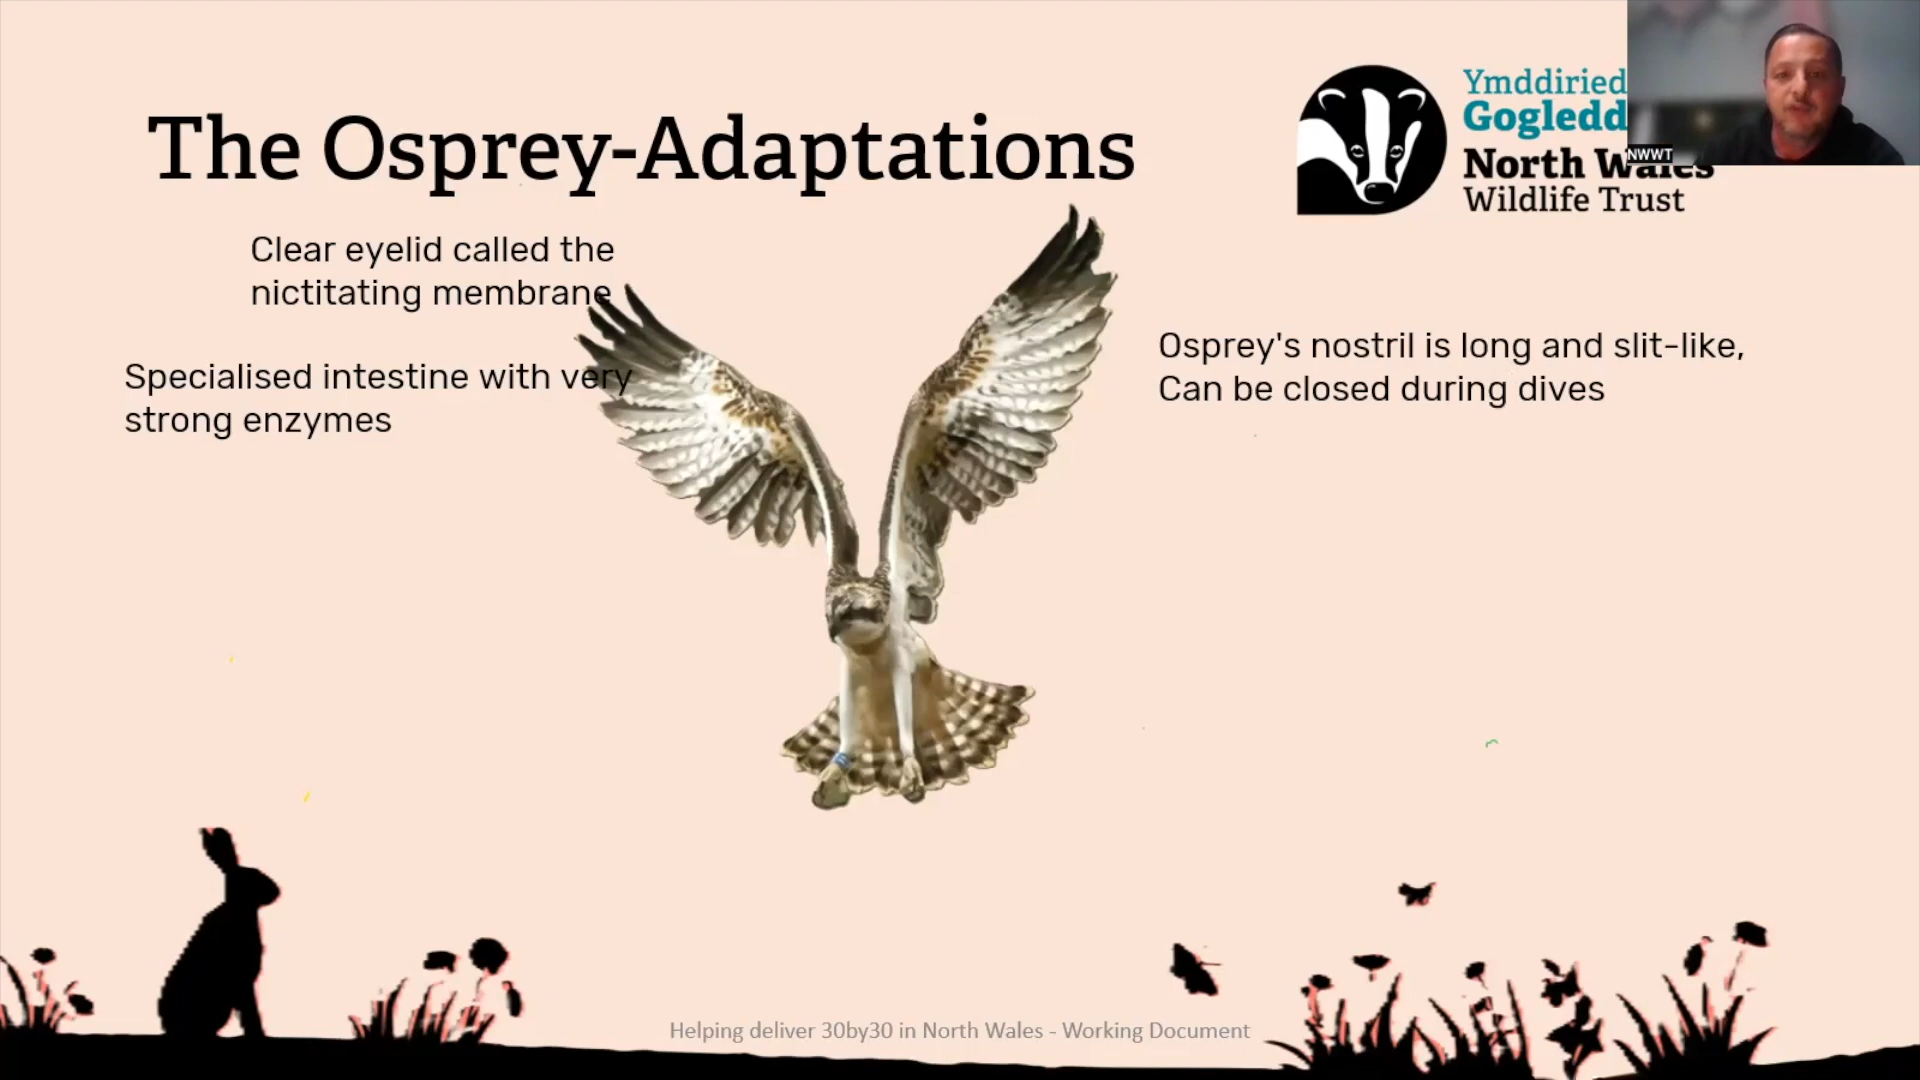 The Osprey-Adaptations
Ymddiried
Gogledd
North Wales
Wildlife Trust
NWWT
Clear eyelid called the
nictitating membrane
Specialised intestine with very
strong enzymes
Osprey's nostril is long and slit-like,
Can be closed during dives
Helping deliver 30by30 in North Wales - Working Document